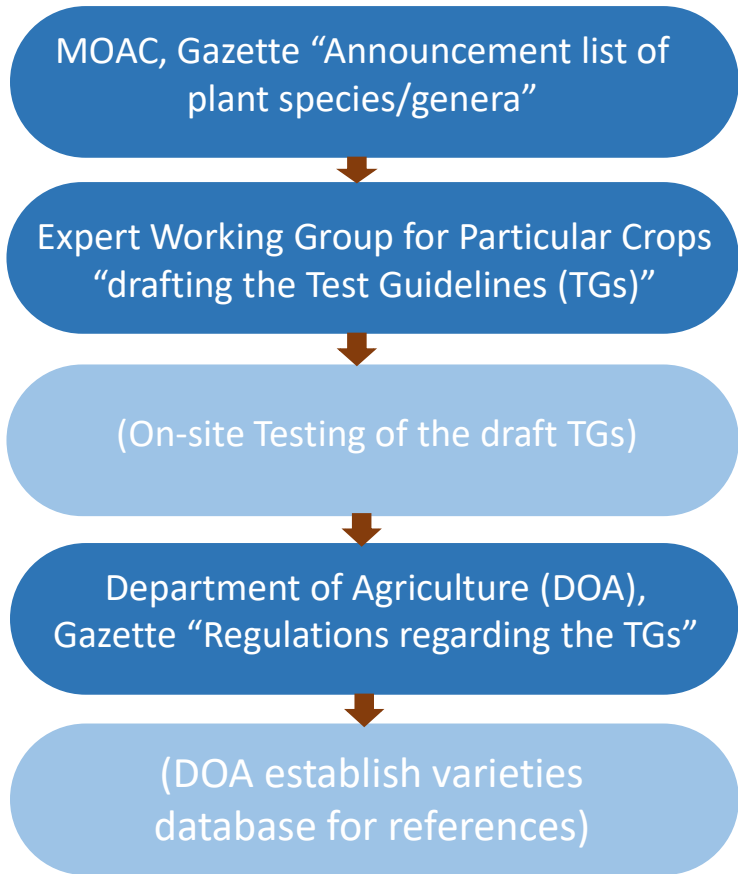 MOAC, Gazette “Announcement list of
plant species/genera”
Expert Working Group for Particular Crops
“drafting the Test Guidelines (TGs)”
(On-site Testing of the draft TGs)
Department of Agriculture (DOA),
Gazette “Regulations regarding the TGs”
(DOA establish varieties
database for references)